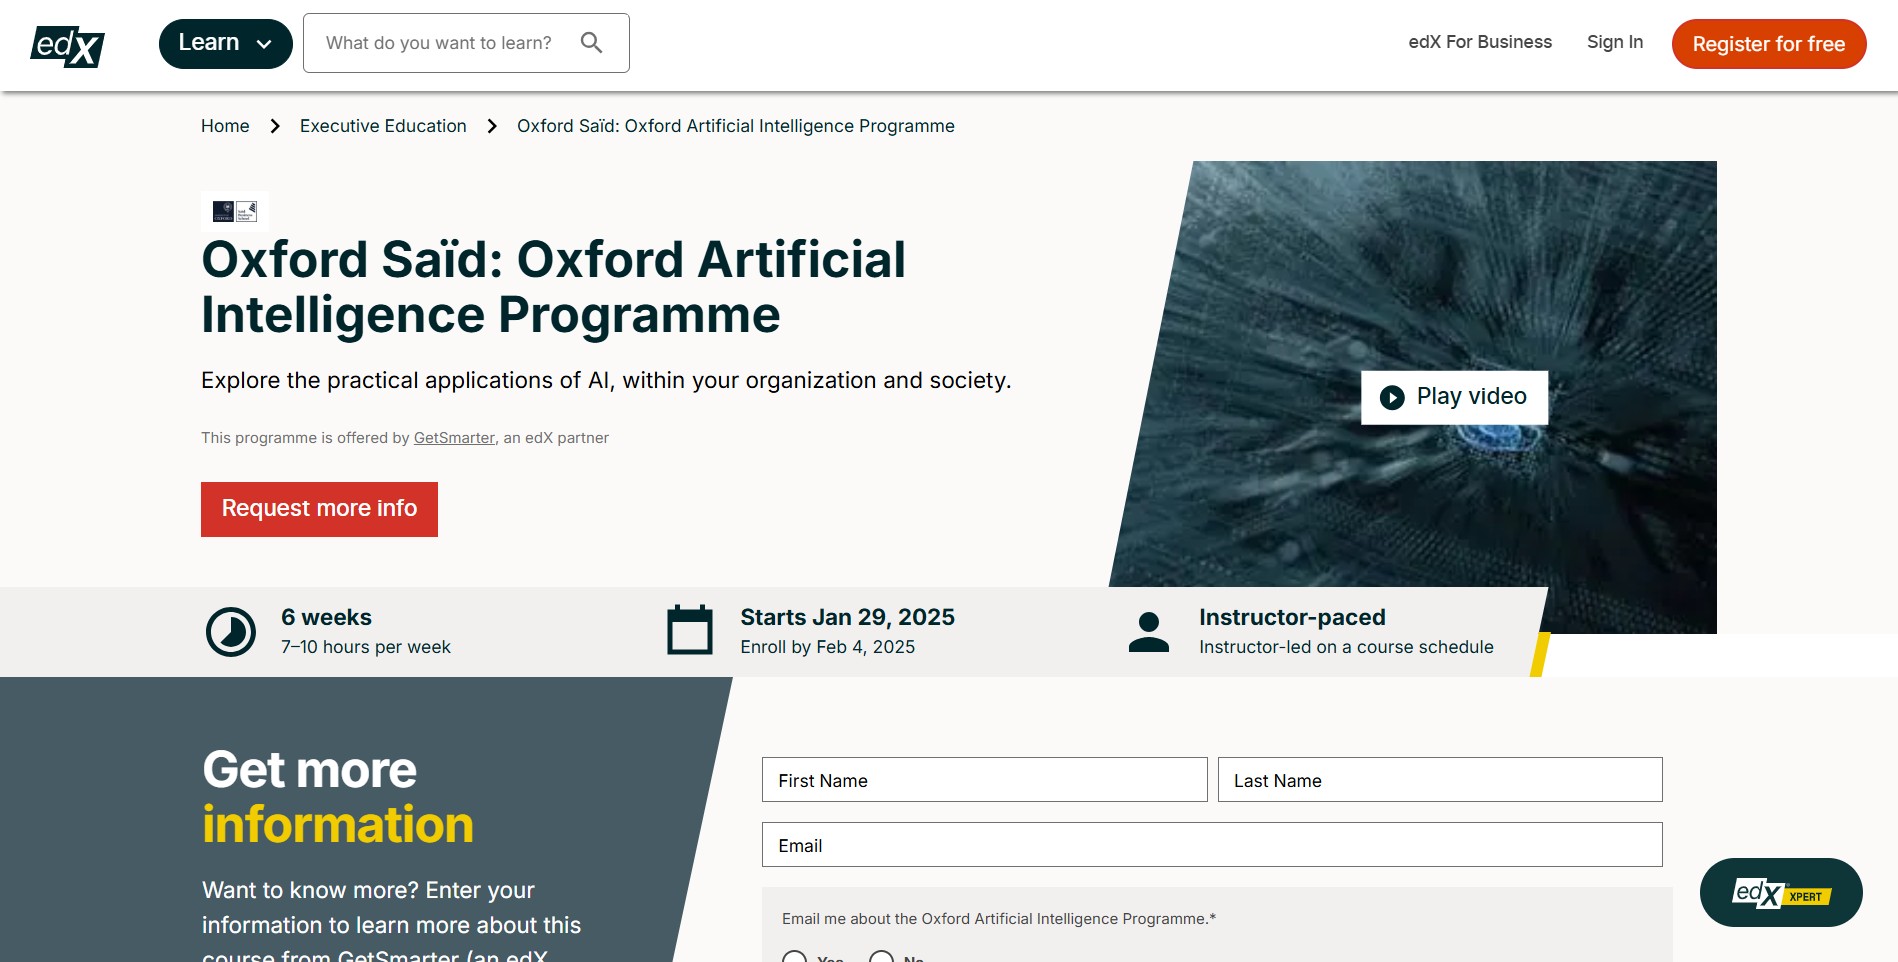 edX
Learn
What do you want to learn?
edX For Business
Sign In
Register for free
Home
Executive Education
Oxford Saïd: Oxford Artificial Intelligence Programme
Oxford Saïd: Oxford Artificial
Intelligence Programme
Explore the practical applications of AI, within your organization and society.
This programme is offered by GetSmarter, an edX partner
Request more info
Play video
6 weeks
7–10 hours per week
Starts Jan 29, 2025
Enroll by Feb 4, 2025
Instructor-paced
Instructor-led on a course schedule
Get more
information
Want to know more? Enter your
information to learn more about this
course from GetSmarter (an edX
First Name
Last Name
Email
Email me about the Oxford Artificial Intelligence Programme.*
Yes
No
edX XPERT